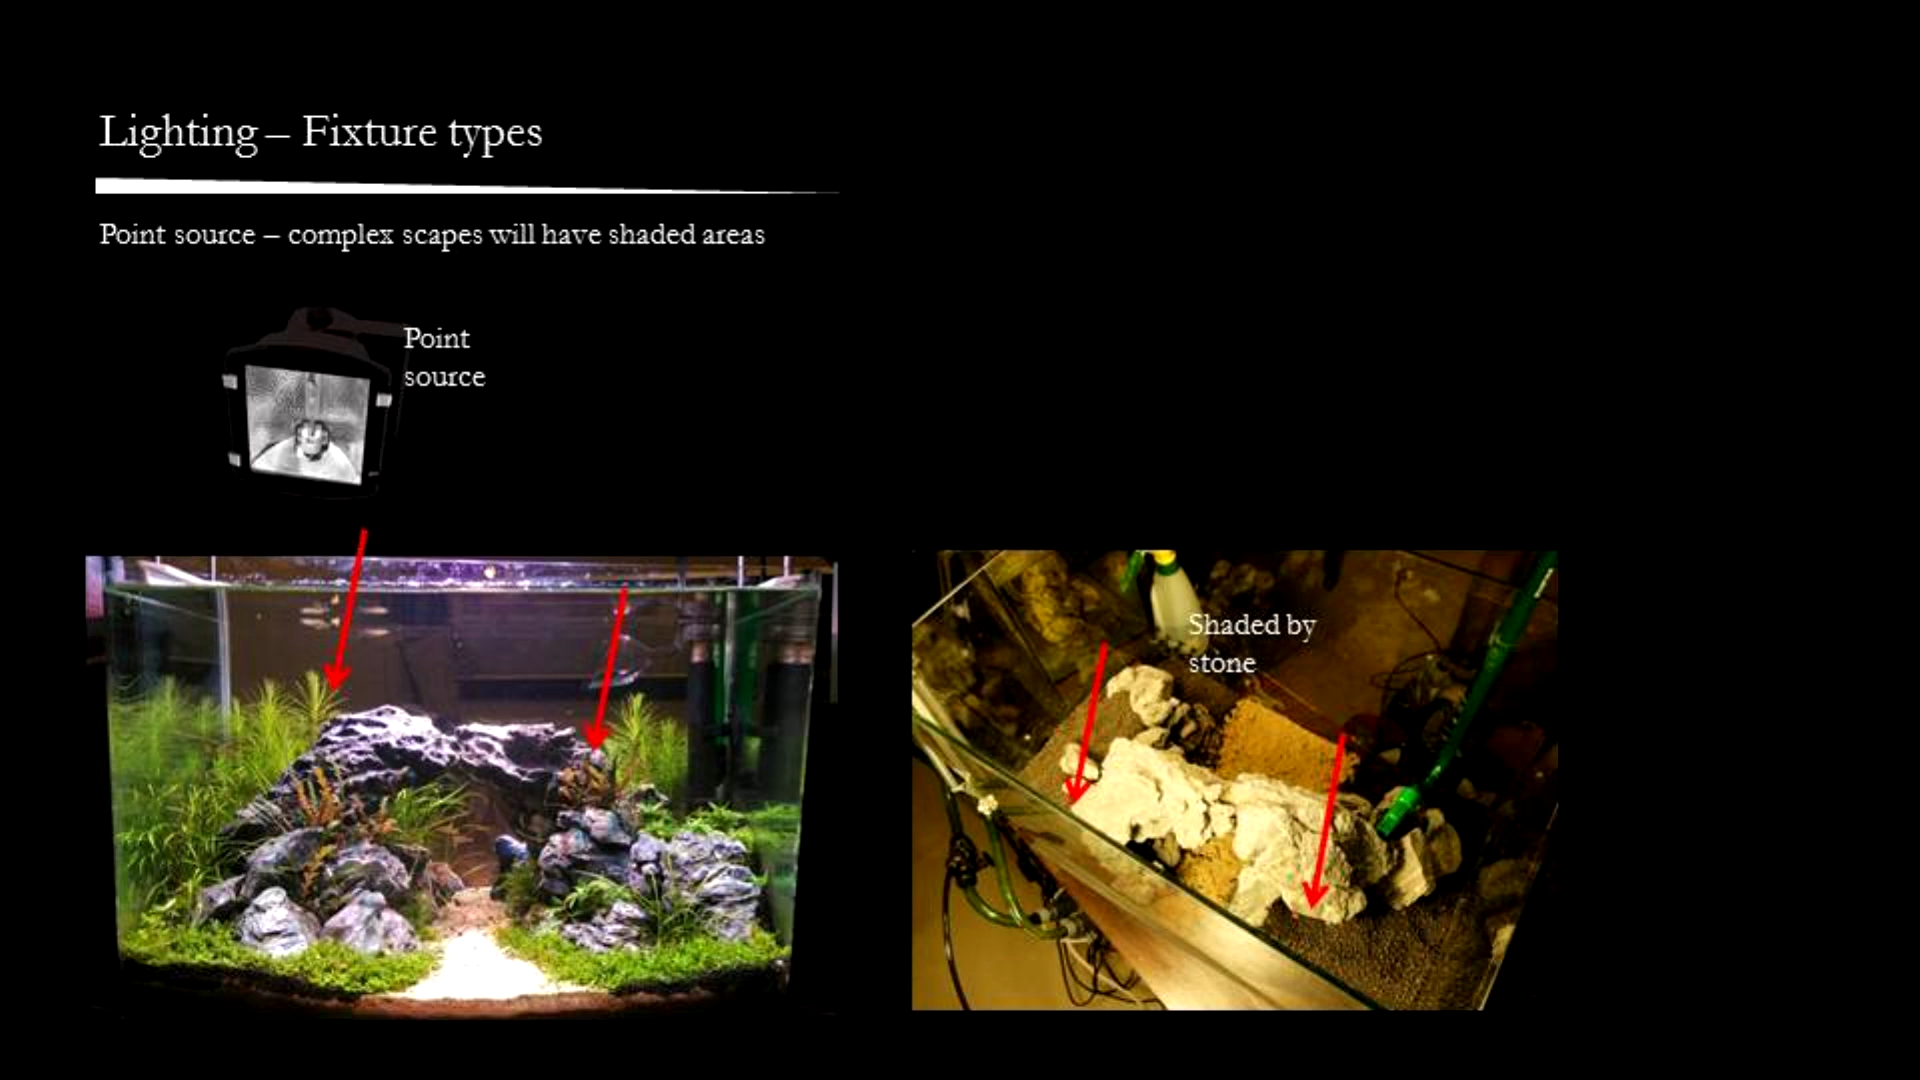 Lighting – Fixture types
Point source – complex scapes will have shaded areas
Point
source
Shaded by
stone